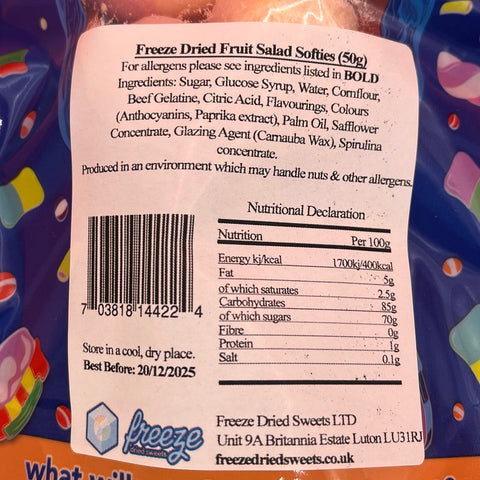 Freeze Dried Fruit Salad Softies (50g)
For allergens please see ingredients listed in BOLD
Ingredients: Sugar, Glucose Syrup, Water, Cornflour,
Beef Gelatine, Citric Acid, Flavourings, Colours
(Anthocyanins, Paprika extract), Palm Oil, Safflower
Concentrate, Glazing Agent (Carnauba Wax), Spirulina
concentrate.
Produced in an environment which may handle nuts & other allergens.
Nutritional Declaration
Nutrition Per 100g
Energy kj/kcal 1700kj/400kcal
Fat 5g
of which saturates 2.5g
Carbohydrates 85g
of which sugars 70g
Fibre 0g
Protein 1g
Salt 0.1g
7 03818 14422 4
Store in a cool, dry place.
Best Before: 20/12/2025
freeze
dried sweets
Freeze Dried Sweets LTD
Unit 9A Britannia Estate Luton LU31RJ
freezedriedsweets.co.uk
what will